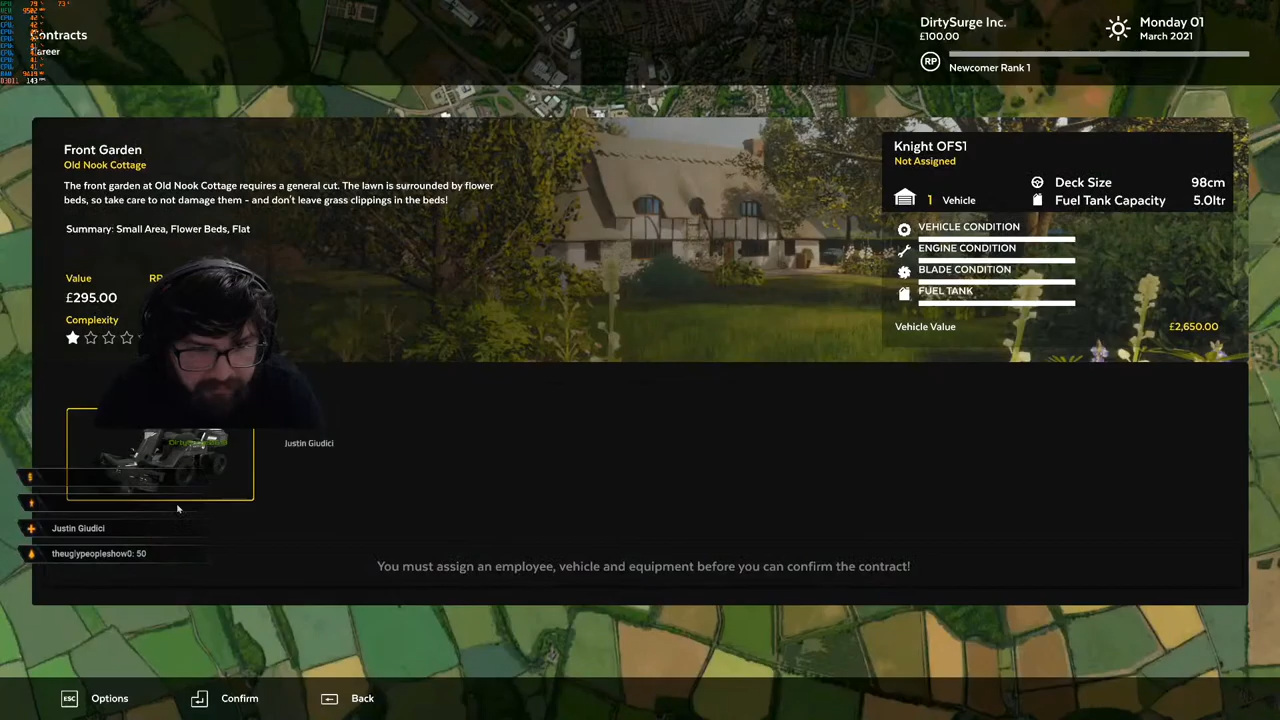 Contracts
Career
DirtySurge Inc.
£100.00
Monday 01
March 2021
RP
Newcomer Rank 1
Front Garden
Old Nook Cottage
The front garden at Old Nook Cottage requires a general cut. The lawn is surrounded by flower
beds, so take care to not damage them - and don't leave grass clippings in the beds!
Summary: Small Area, Flower Beds, Flat
Value RP
£295.00
Complexity
Knight OFS1
Not Assigned
1 Vehicle
Deck Size 98cm
Fuel Tank Capacity 5.0ltr
VEHICLE CONDITION
ENGINE CONDITION
BLADE CONDITION
FUEL TANK
Vehicle Value £2,650.00
Justin Giudici
Justin Giudici
theuglypeopleshow0: 50
You must assign an employee, vehicle and equipment before you can confirm the contract!
ESC Options Confirm Back